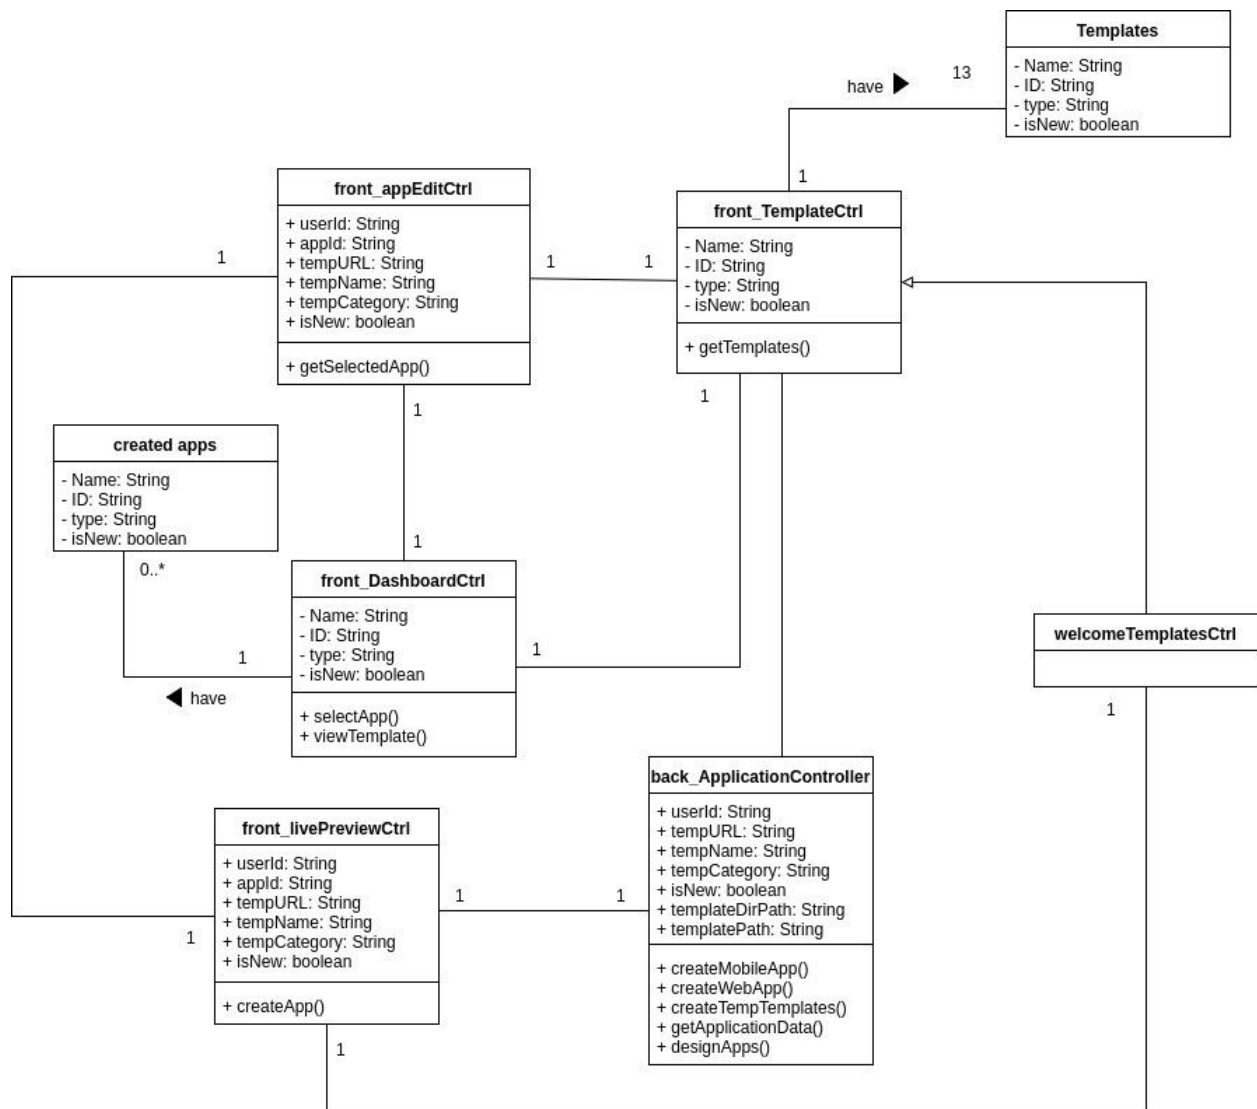 Templates
- Name: String
- ID: String
- type: String
- isNew: boolean
have
13
1
front_appEditCtrl
+ userId: String
+ appId: String
+ tempURL: String
+ tempName: String
+ tempCategory: String
+ isNew: boolean
+ getSelectedApp()
1
1
1
front_TemplateCtrl
- Name: String
- ID: String
- type: String
- isNew: boolean
+ getTemplates()
1
1
created apps
- Name: String
- ID: String
- type: String
- isNew: boolean
0..*
1
have
1
front_DashboardCtrl
- Name: String
- ID: String
- type: String
- isNew: boolean
+ selectApp()
+ viewTemplate()
1
welcomeTemplatesCtrl
1
back_ApplicationController
+ userId: String
+ tempURL: String
+ tempName: String
+ tempCategory: String
+ isNew: boolean
+ templateDirPath: String
+ templatePath: String
+ createMobileApp()
+ createWebApp()
+ createTempTemplates()
+ getApplicationData()
+ designApps()
front_livePreviewCtrl
+ userId: String
+ appId: String
+ tempURL: String
+ tempName: String
+ tempCategory: String
+ isNew: boolean
+ createApp()
1
1
1
1